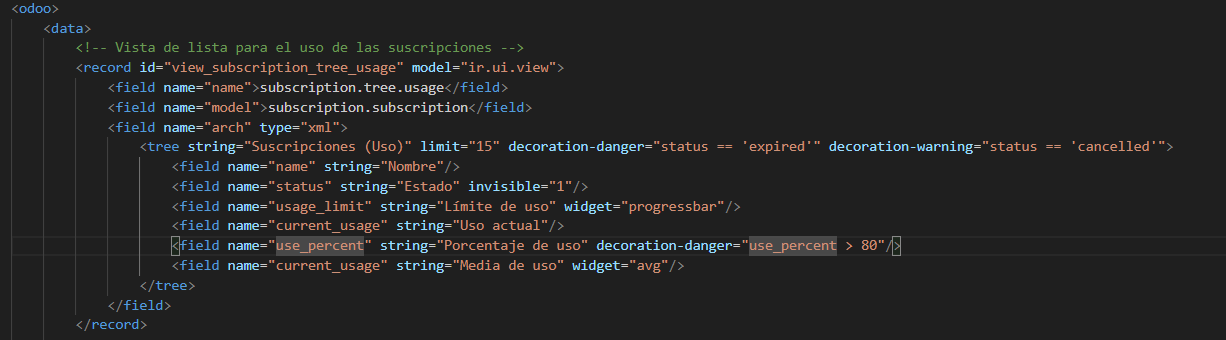 <odoo>
<data>
<!-- Vista de lista para el uso de las suscripciones -->
<record id="view_subscription_tree_usage" model="ir.ui.view">
<field name="name">subscription.tree.usage</field>
<field name="model">subscription.subscription</field>
<field name="arch" type="xml">
<tree string="Suscripciones (Uso)" limit="15" decoration-danger="status == 'expired'" decoration-warning="status == 'cancelled'">
<field name="name" string="Nombre"/>
<field name="status" string="Estado" invisible="1"/>
<field name="usage_limit" string="Límite de uso" widget="progressbar"/>
<field name="current_usage" string="Uso actual"/>
<field name="use_percent" string="Porcentaje de uso" decoration-danger="use_percent > 80"/>
<field name="current_usage" string="Media de uso" widget="avg"/>
</tree>
</field>
</record>